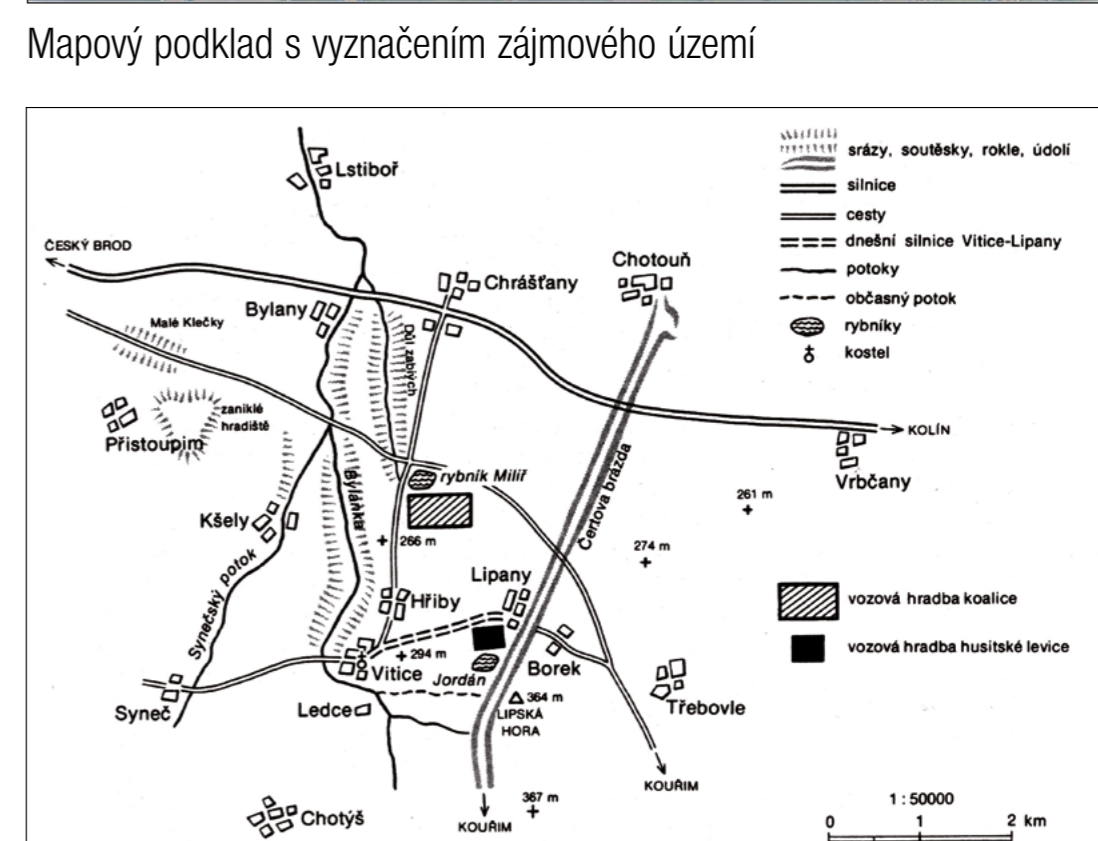 Mapový podklad s vyznačením zájmového území
Lstiboř
ČESKÝ BROD
Chrášťany
Chotouň
Bylany
Malé Klečky
Důl zabitých
zaniklé
hradiště
Přistoupim
KOLÍN
Vrbčany
rybník Milíř
Bylánka
Čertova brázda
261 m
Kšely
266 m
274 m
Synečský potok
Lipany
Hřiby
294 m
Vitice
Jordán
Borek
Třebovle
Syneč
Ledce
364 m
LIPSKÁ
HORA
KOUŘIM
367 m
KOUŘIM
Chotýš
srázy, soutěsky, rokle, údolí
silnice
cesty
dnešní silnice Vitice-Lipany
potoky
občasný potok
rybníky
kostel
vozová hradba koalice
vozová hradba husitské levice
1 : 50000
0 1 2 km